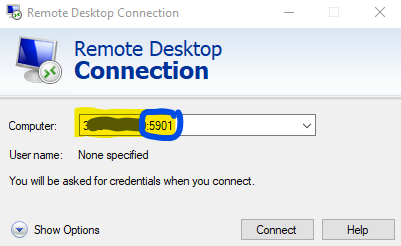 Remote Desktop Connection
Remote Desktop
Connection
Computer:
3 :5901
User name: None specified
You will be asked for credentials when you connect.
Show Options
Connect
Help